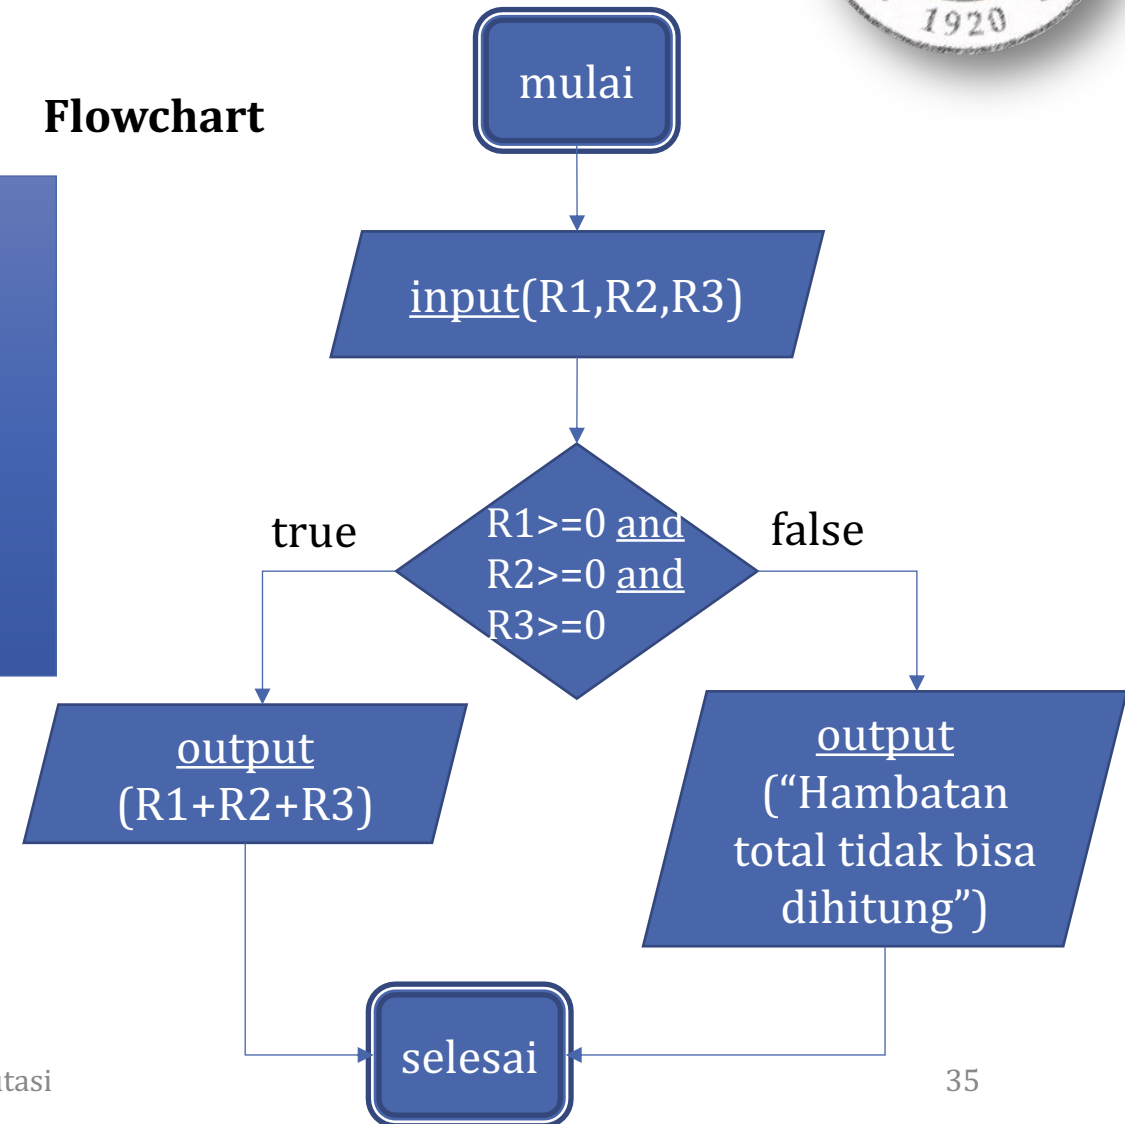 1920
mulai
Flowchart
input(R1,R2,R3)
true
false
R1>=0 and
R2>=0 and
R3>=0
output
(R1+R2+R3)
output
(“Hambatan
total tidak bisa
dihitung”)
selesai
35